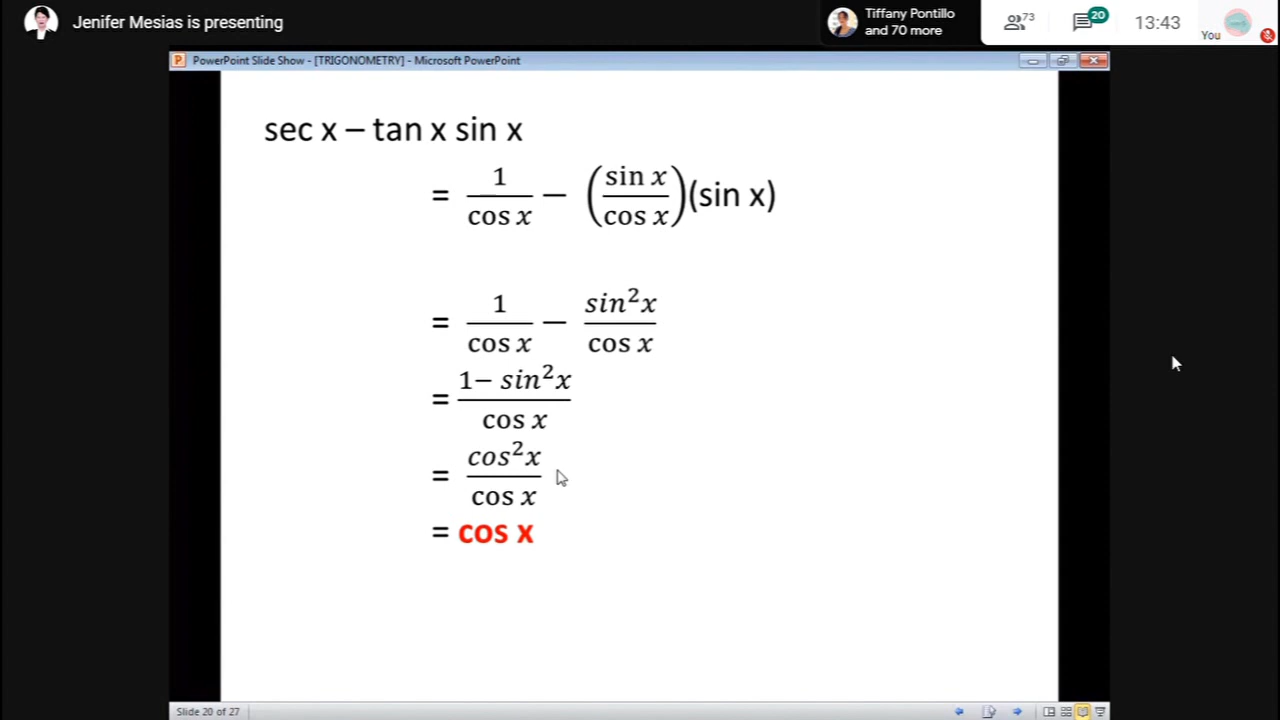 Jenifer Mesias is presenting
Tiffany Pontillo
and 70 more
73
20
13:43
You
PowerPoint Slide Show - [TRIGONOMETRY] - Microsoft PowerPoint
sec x – tan x sin x
= 1/cos x − (sin x/cos x)(sin x)
= 1/cos x − sin²x/cos x
= 1− sin²x/cos x
= cos²x/cos x
= cos x
Slide 20 of 27